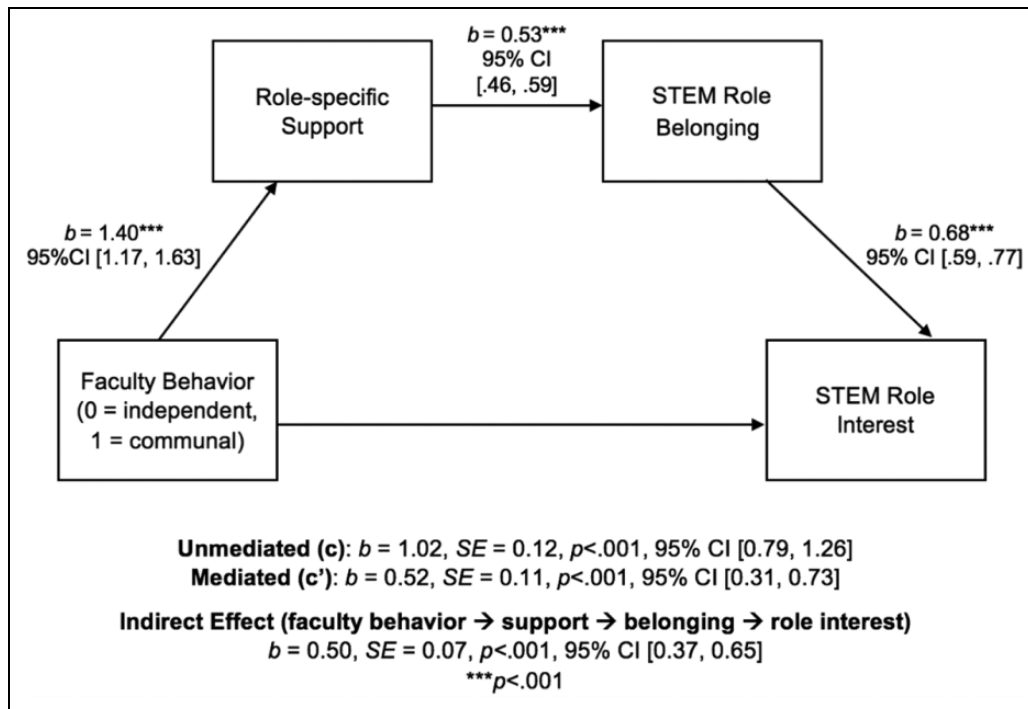 b = 0.53***
95% CI
[.46, .59]
Role-specific
Support
STEM Role
Belonging
b = 1.40***
95%CI [1.17, 1.63]
b = 0.68***
95% CI [.59, .77]
Faculty Behavior
(0 = independent,
1 = communal)
STEM Role
Interest
Unmediated (c): b = 1.02, SE = 0.12, p<.001, 95% CI [0.79, 1.26]
Mediated (c’): b = 0.52, SE = 0.11, p<.001, 95% CI [0.31, 0.73]
Indirect Effect (faculty behavior → support → belonging → role interest)
b = 0.50, SE = 0.07, p<.001, 95% CI [0.37, 0.65]
***p<.001